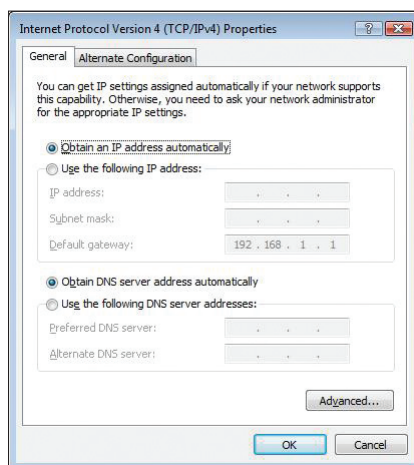 Internet Protocol Version 4 (TCP/IPv4) Properties
General Alternate Configuration
You can get IP settings assigned automatically if your network supports
this capability. Otherwise, you need to ask your network administrator
for the appropriate IP settings.
Obtain an IP address automatically
Use the following IP address:
IP address: . . .
Subnet mask: . . .
Default gateway: 192 . 168 . 1 . 1
Obtain DNS server address automatically
Use the following DNS server addresses:
Preferred DNS server: . . .
Alternate DNS server: . . .
Advanced...
OK Cancel